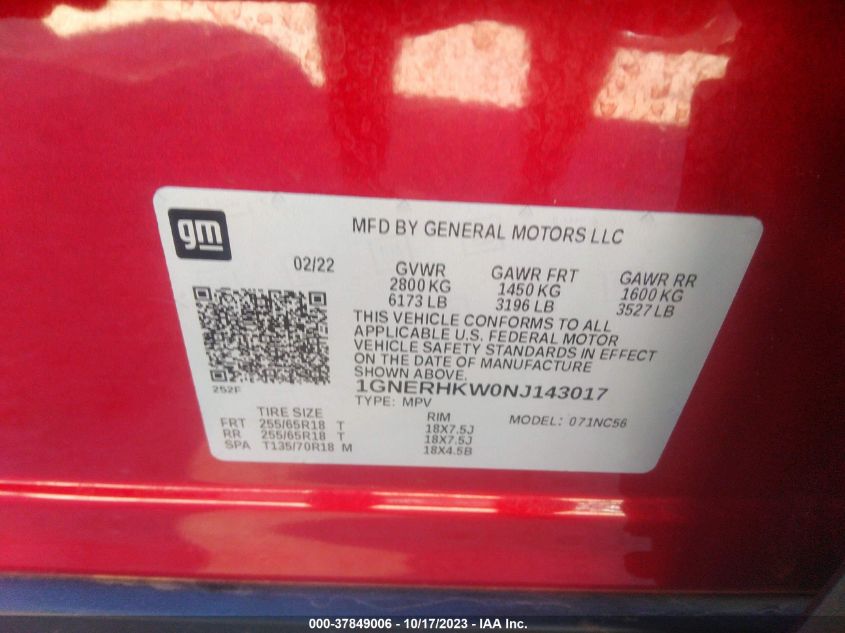 gm
MFD BY GENERAL MOTORS LLC
02/22
GVWR
2800 KG
6173 LB
GAWR FRT
1450 KG
3196 LB
GAWR RR
1600 KG
3527 LB
THIS VEHICLE CONFORMS TO ALL
APPLICABLE U.S. FEDERAL MOTOR
VEHICLE SAFETY STANDARDS IN EFFECT
ON THE DATE OF MANUFACTURE
SHOWN ABOVE.
252F
1GNERHKW0NJ143017
TYPE: MPV
MODEL: 071NC56
TIRE SIZE
RIM
FRT 255/65R18 T 18X7.5J
RR 255/65R18 T 18X7.5J
SPA T135/70R18 M 18X4.5B
000-37849006 - 10/17/2023 - IAA Inc.